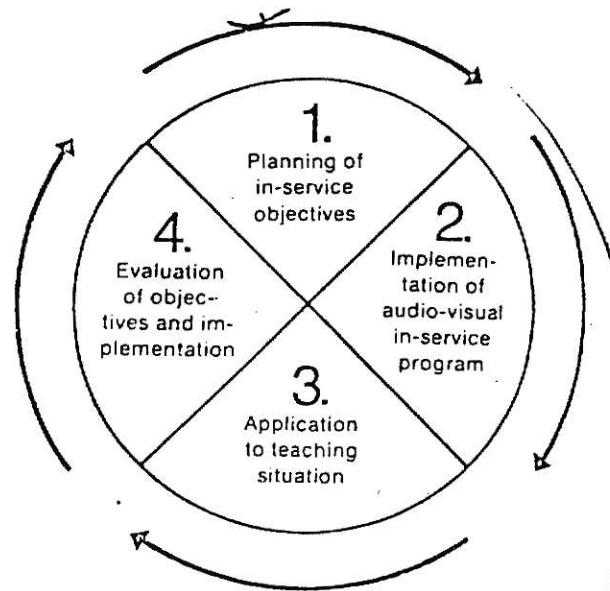 1.
Planning of
in-service
objectives
2.
Implemen-
tation of
audio-visual
in-service
program
3.
Application
to teaching
situation
4.
Evaluation
of objec-
tives and im-
plementation